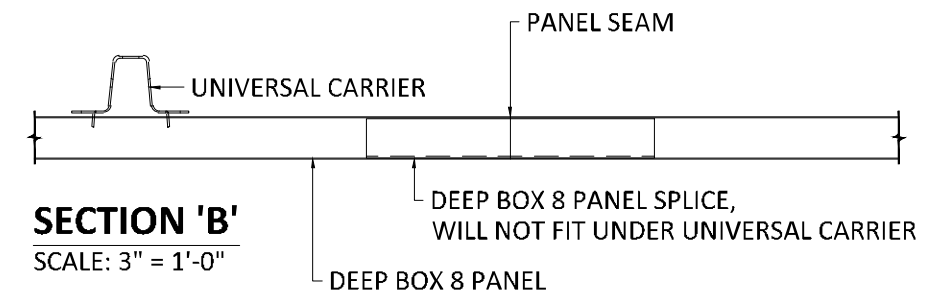 PANEL SEAM
UNIVERSAL CARRIER
DEEP BOX 8 PANEL SPLICE,
WILL NOT FIT UNDER UNIVERSAL CARRIER
SECTION 'B'
SCALE: 3" = 1'-0"
DEEP BOX 8 PANEL